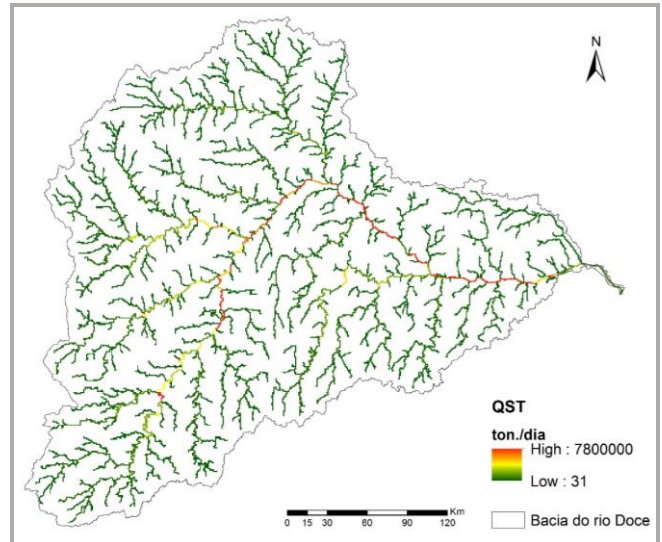 N
QST
ton./dia
High : 7800000
Low : 31
Km
0 15 30 60 90 120
Bacia do rio Doce